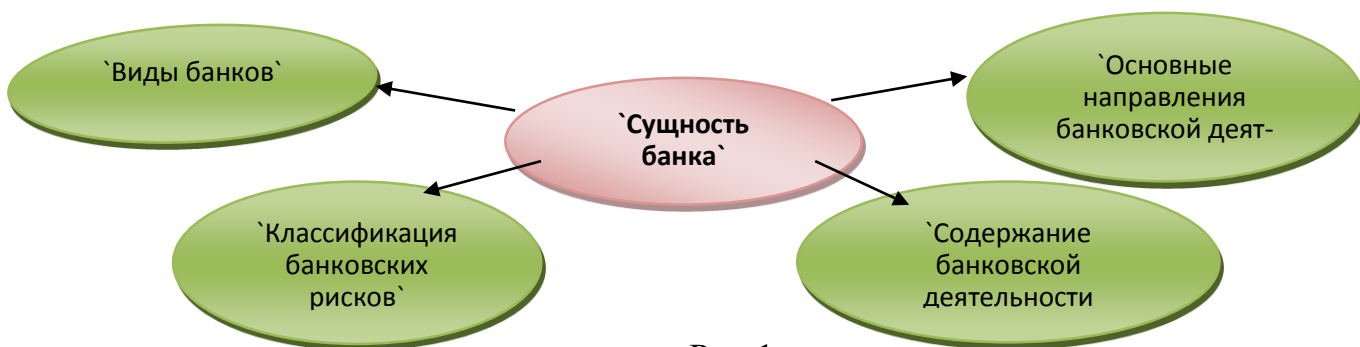 `Виды банков`
`Сущность
банка`
`Основные
направления
банковской деят-
`Классификация
банковских
рисков`
`Содержание
банковской
деятельности